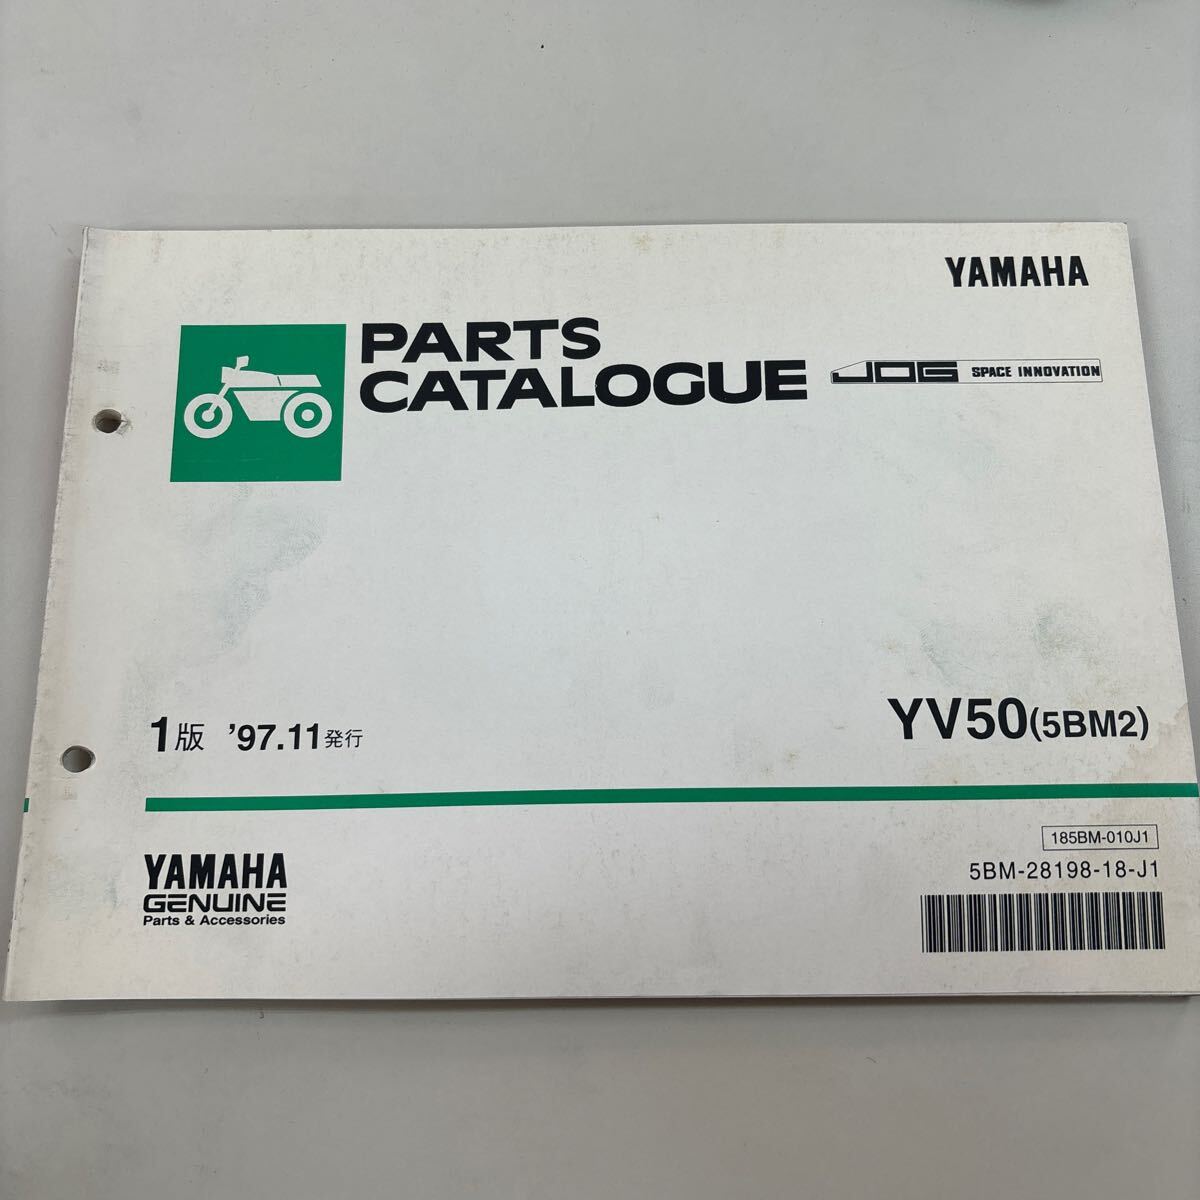 YAMAHA
PARTS
CATALOGUE
JOG SPACE INNOVATION
1版 '97.11発行
YV50(5BM2)
185BM-010J1
5BM-28198-18-J1
YAMAHA
GENUINE
Parts & Accessories